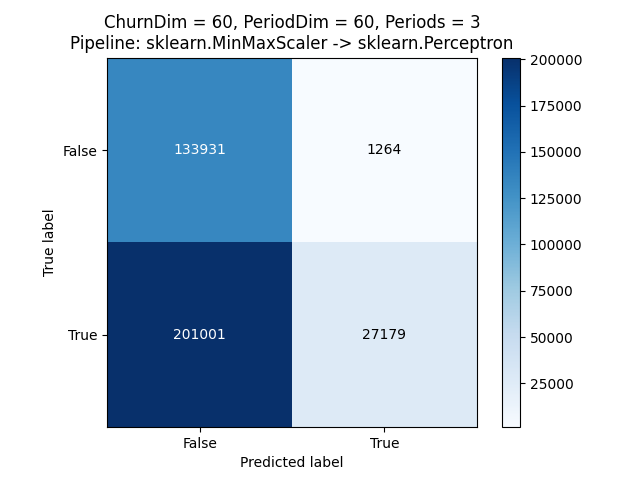 ChurnDim = 60, PeriodDim = 60, Periods = 3
Pipeline: sklearn.MinMaxScaler -> sklearn.Perceptron
200000
175000
150000
125000
100000
75000
50000
25000
True label
False
True
133931
1264
201001
27179
False
True
Predicted label